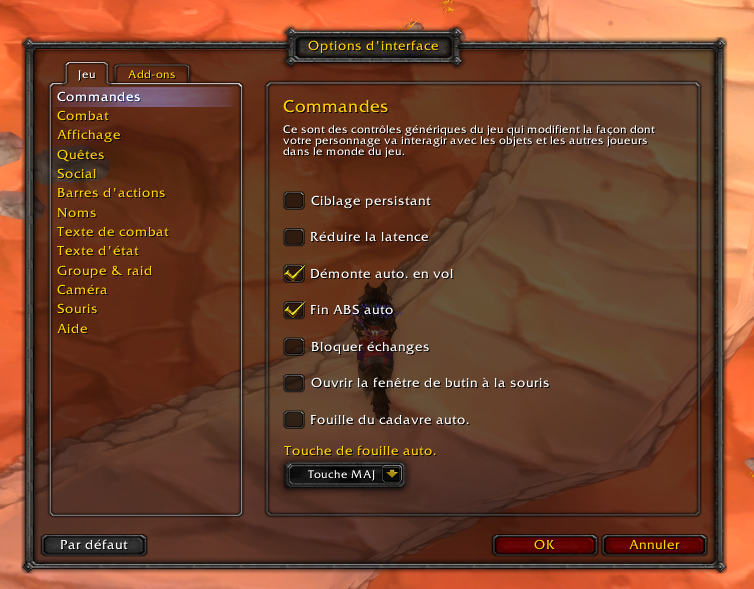 Options d'interface
Jeu
Add-ons
Commandes
Combat
Affichage
Quêtes
Social
Barres d'actions
Noms
Texte de combat
Texte d'état
Groupe & raid
Caméra
Souris
Aide
Commandes
Ce sont des contrôles génériques du jeu qui modifient la façon dont
votre personnage va interagir avec les objets et les autres joueurs
dans le monde du jeu.
Ciblage persistant
Réduire la latence
Démonte auto. en vol
Fin ABS auto
Bloquer échanges
Ouvrir la fenêtre de butin à la souris
Fouille du cadavre auto.
Touche de fouille auto.
Touche MAJ
Par défaut
OK
Annuler